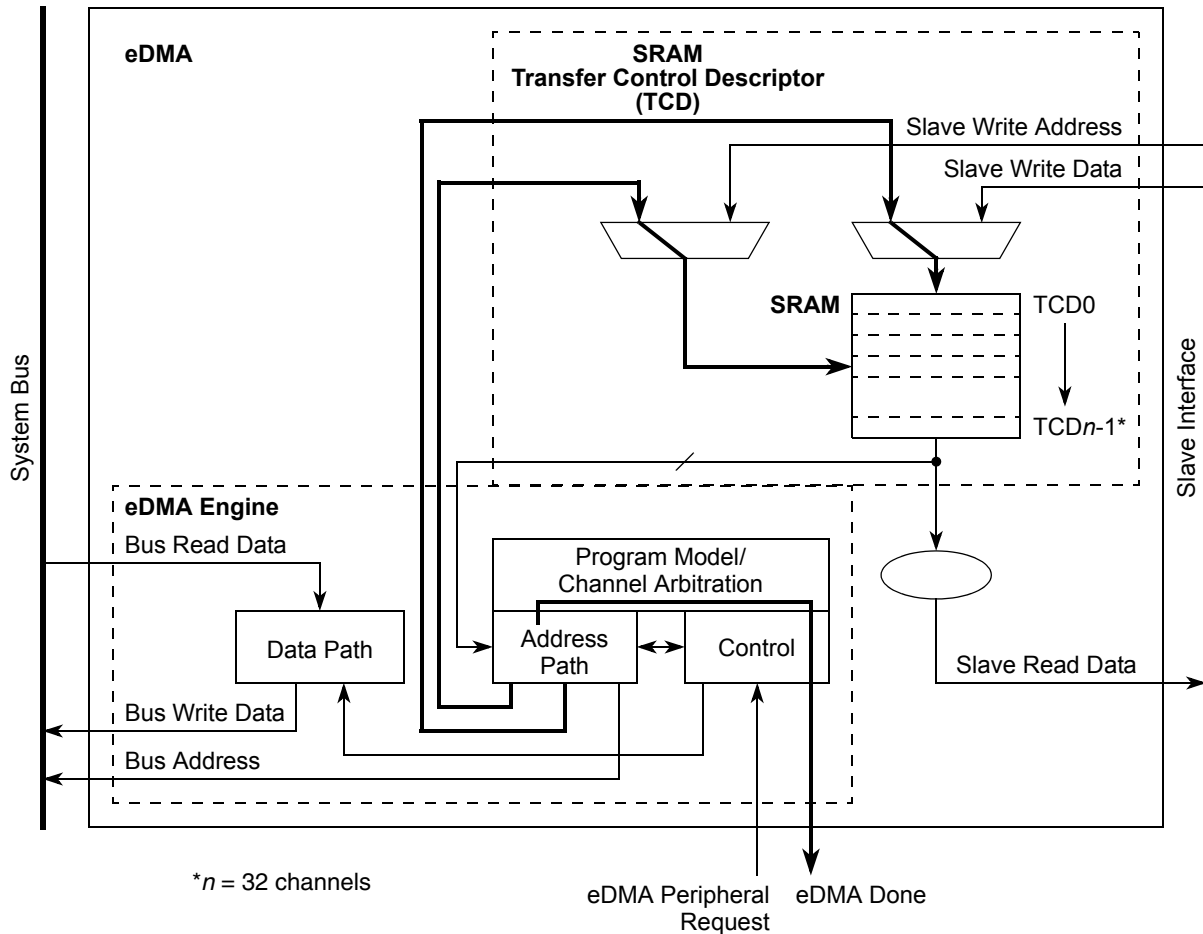 eDMA
SRAM
Transfer Control Descriptor
(TCD)
Slave Write Address
Slave Write Data
SRAM
TCD0
TCDn-1*
System Bus
Slave Interface
eDMA Engine
Bus Read Data
Program Model/
Channel Arbitration
Data Path
Address
Path
Control
Slave Read Data
Bus Write Data
Bus Address
*n = 32 channels
eDMA Peripheral
Request
eDMA Done